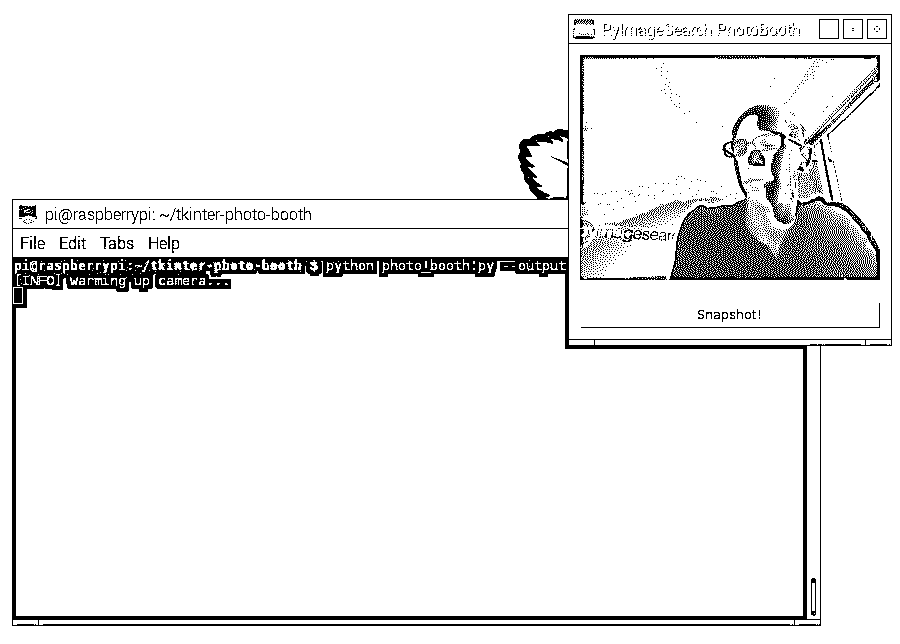 PyImageSearch PhotoBooth
imagesear
Snapshot!
pi@raspberrypi: ~/tkinter-photo-booth
File Edit Tabs Help
pi@raspberrypi:~/tkinter-photo-booth $ python photo_booth.py --output
[INFO] warming up camera...